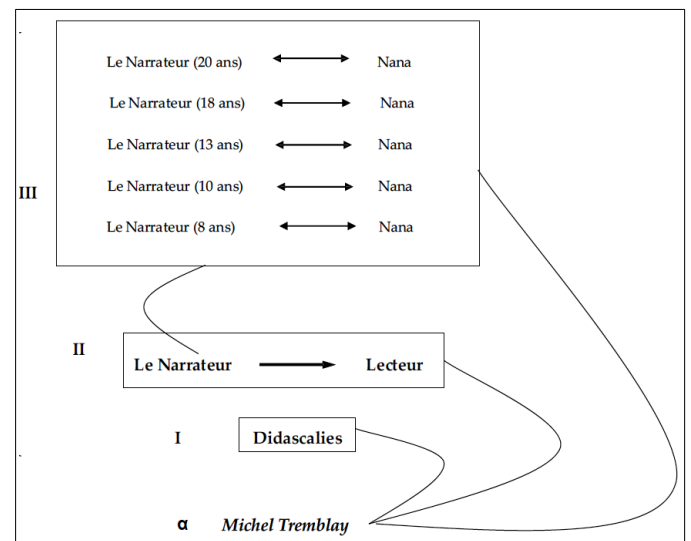 Le Narrateur (20 ans) Nana
Le Narrateur (18 ans) Nana
Le Narrateur (13 ans) Nana
III
Le Narrateur (10 ans) Nana
Le Narrateur (8 ans) Nana
II
Le Narrateur Lecteur
I Didascalies
α Michel Tremblay